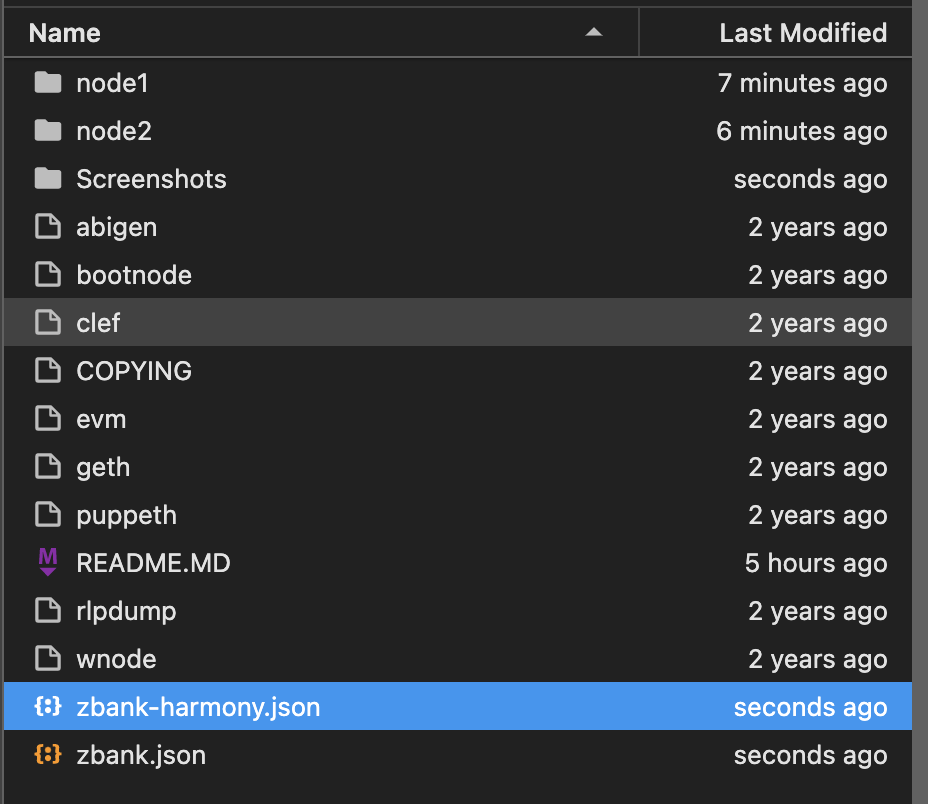 Name Last Modified
node1 7 minutes ago
node2 6 minutes ago
Screenshots seconds ago
abigen 2 years ago
bootnode 2 years ago
clef 2 years ago
COPYING 2 years ago
evm 2 years ago
geth 2 years ago
puppeth 2 years ago
README.MD 5 hours ago
rlpdump 2 years ago
wnode 2 years ago
zbank-harmony.json seconds ago
zbank.json seconds ago